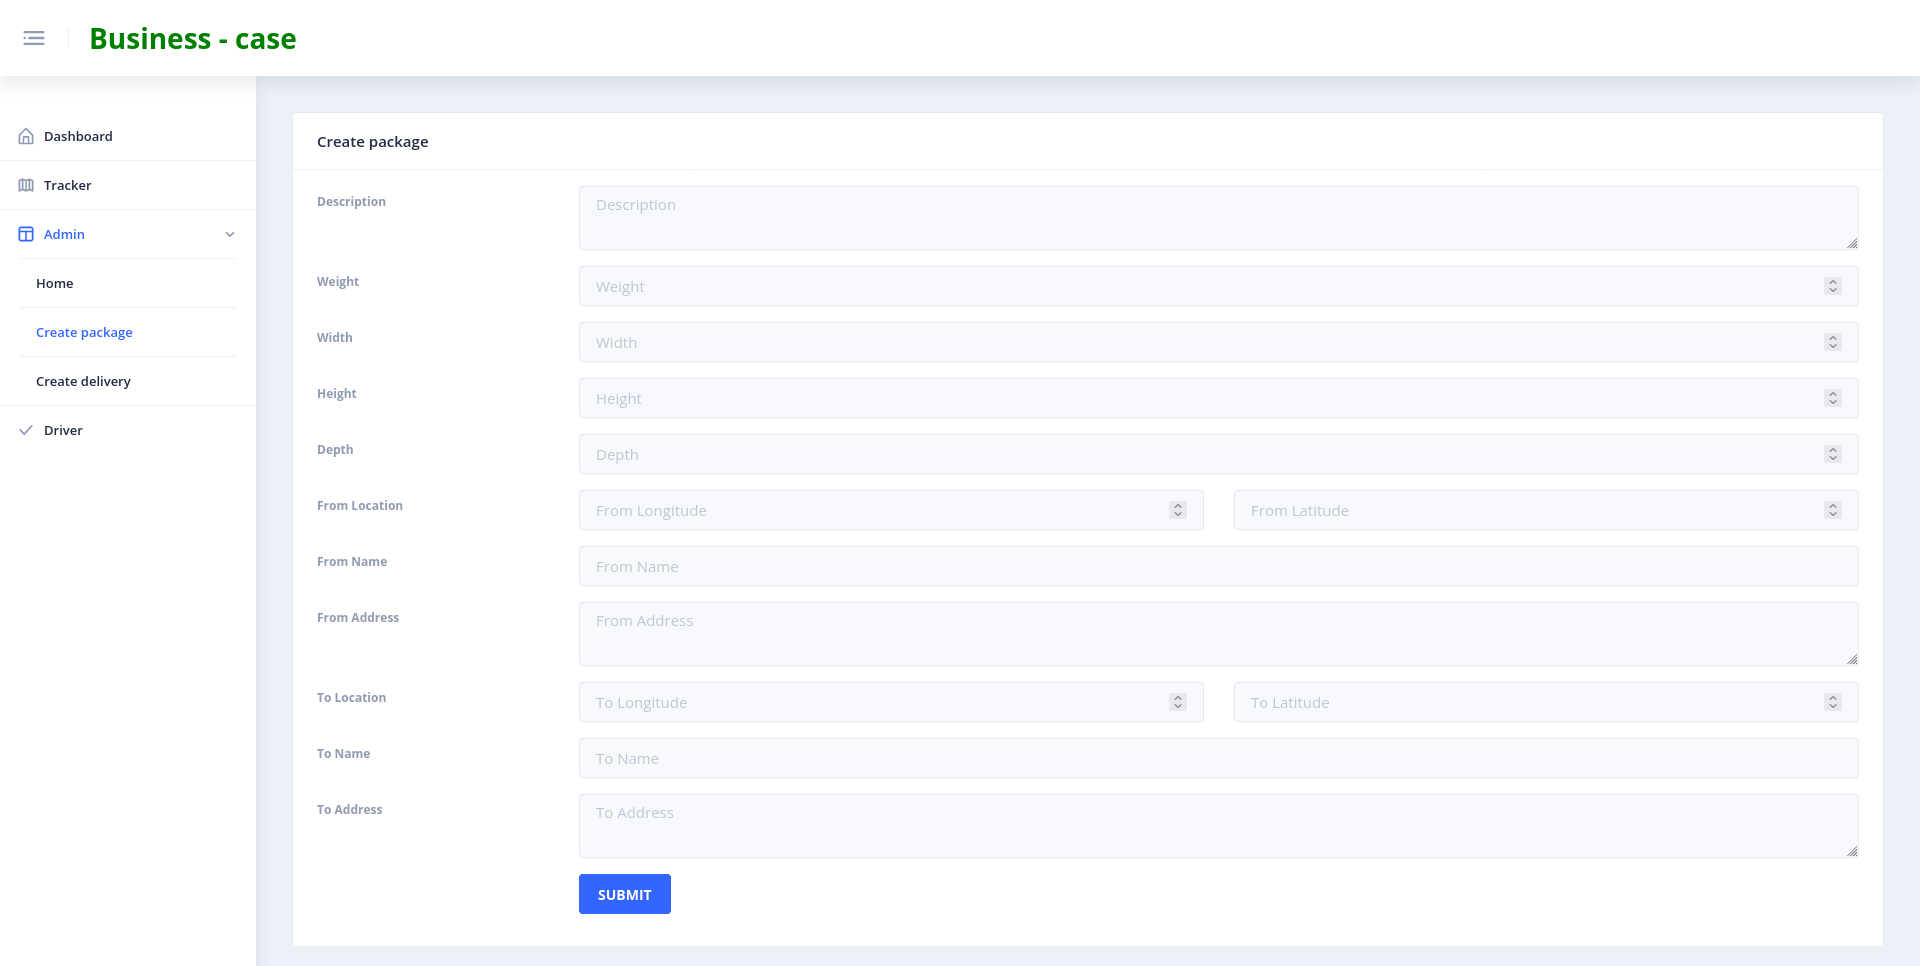 Business - case
Dashboard
Tracker
Admin
Home
Create package
Create delivery
Driver
Create package
Description
Description
Weight
Weight
Width
Width
Height
Height
Depth
Depth
From Location
From Longitude
From Latitude
From Name
From Name
From Address
From Address
To Location
To Longitude
To Latitude
To Name
To Name
To Address
To Address
SUBMIT